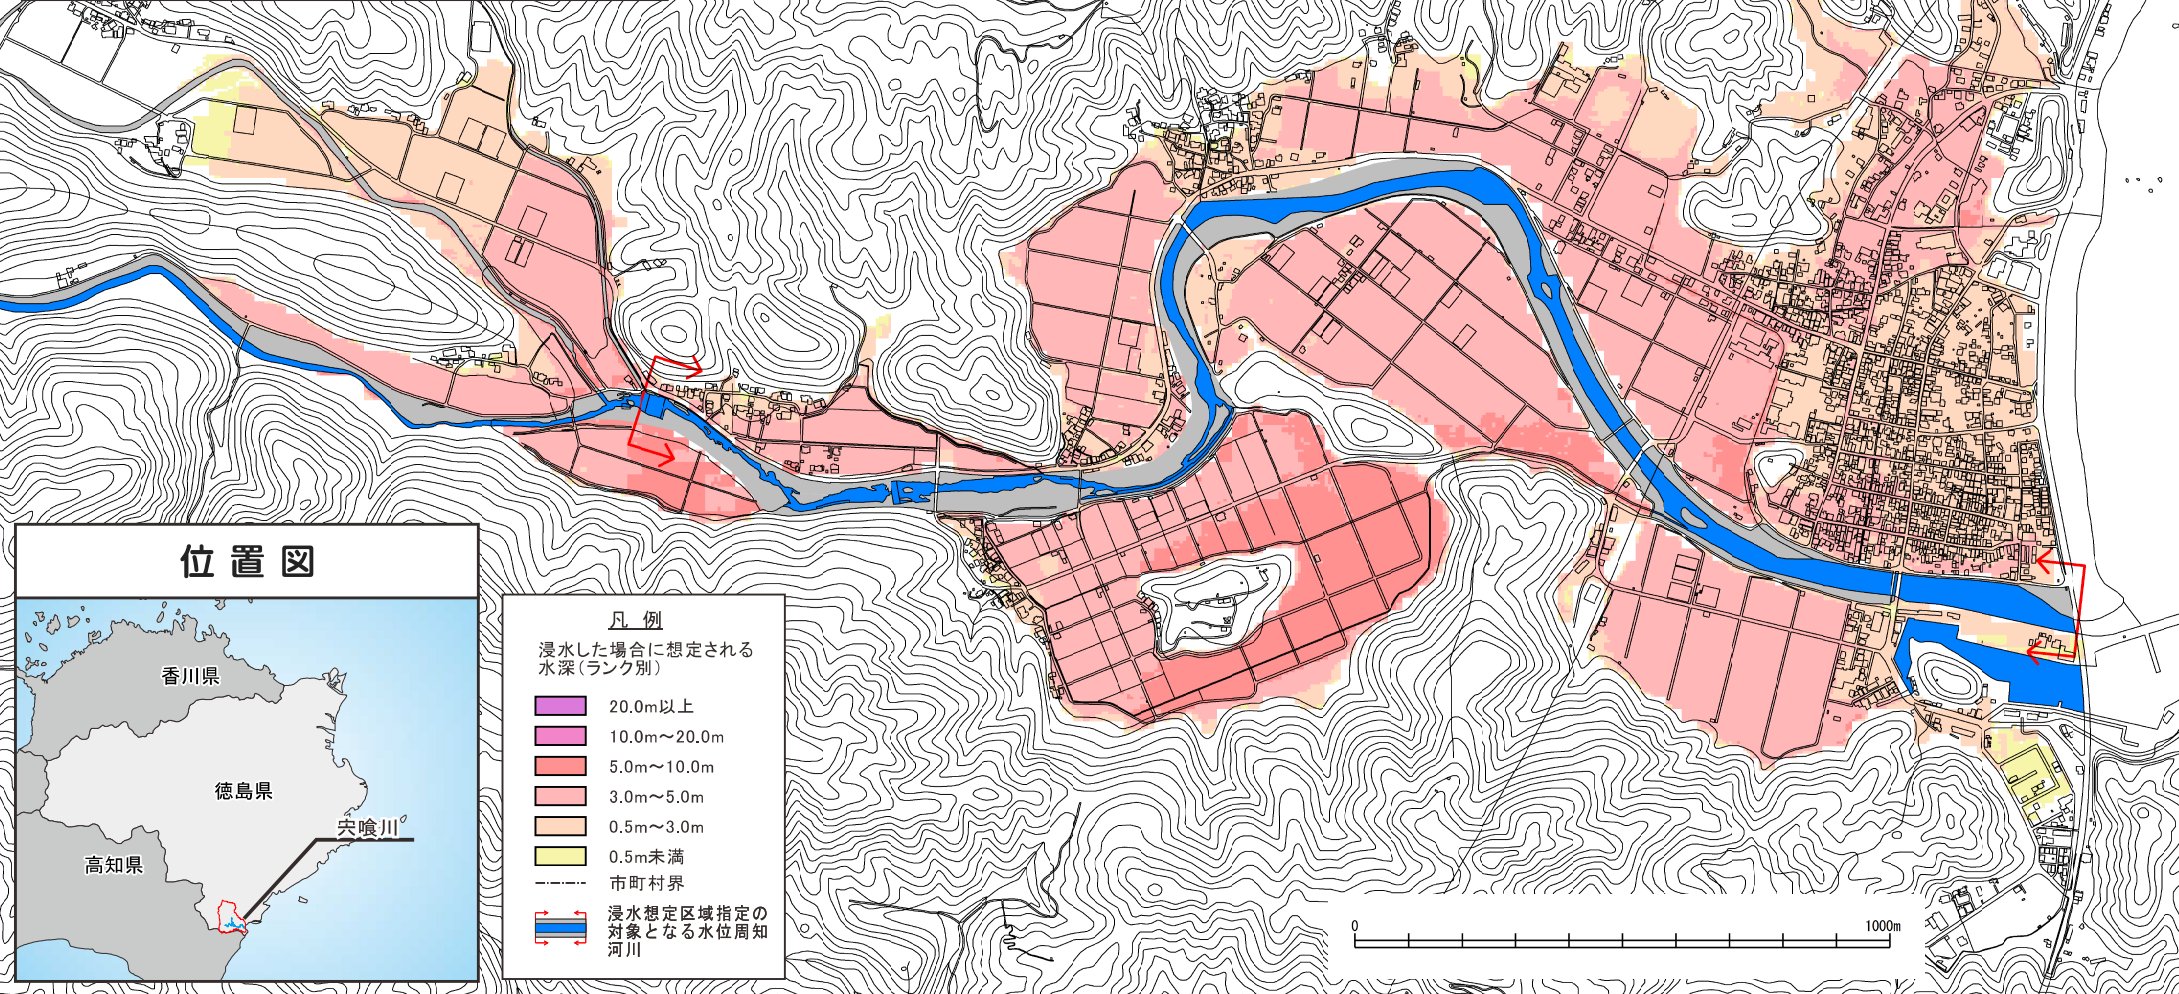 位置図
香川県
徳島県
宍喰川
高知県
凡 例
浸水した場合に想定される
水深(ランク別)
20.0m以上
10.0m～20.0m
5.0m～10.0m
3.0m～5.0m
0.5m～3.0m
0.5m未満
市町村界
浸水想定区域指定の
対象となる水位周知
河川
0 1000m